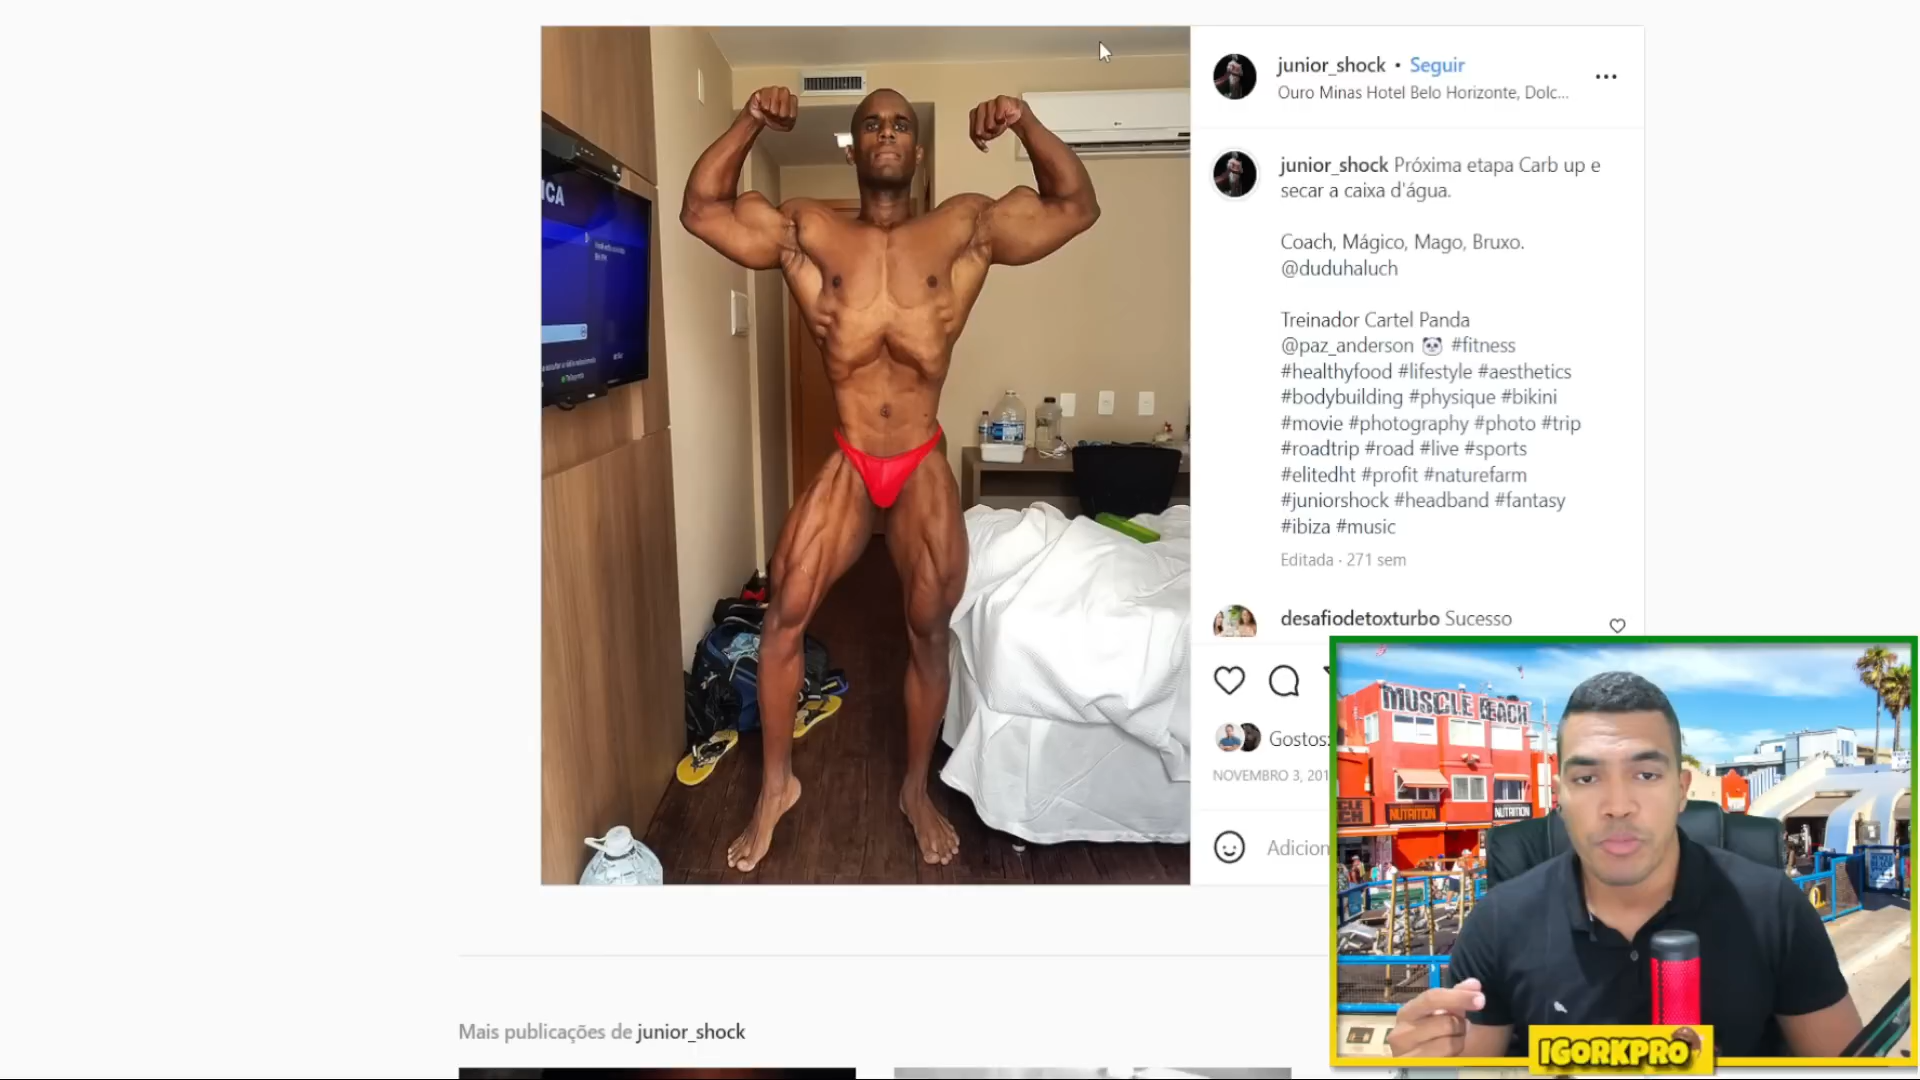 junior_shock • Seguir
Ouro Minas Hotel Belo Horizonte, Dolc...
junior_shock Próxima etapa Carb up e
secar a caixa d'água.
Coach, Mágico, Mago, Bruxo.
@duduhaluch
Treinador Cartel Panda
@paz_anderson 🐼 #fitness
#healthyfood #lifestyle #aesthetics
#bodybuilding #physique #bikini
#movie #photography #photo #trip
#roadtrip #road #live #sports
#elitedht #profit #naturefarm
#juniorshock #headband #fantasy
#ibiza #music
Editada · 271 sem
desafiodetoxturbo Sucesso
Gostos:
NOVEMBRO 3, 201
Adicion
ICA
MUSCLE BEACH
NUTRITION
NUTRITION
IGORKPRO
Mais publicações de junior_shock